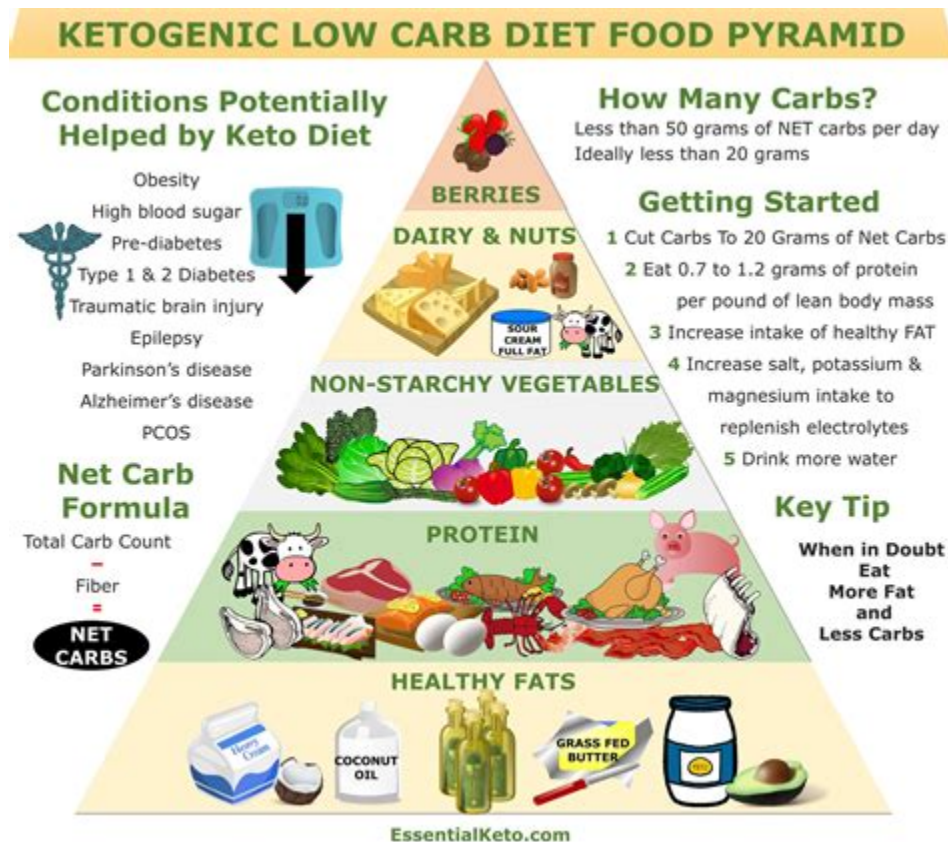 KETOGENIC LOW CARB DIET FOOD PYRAMID
Conditions Potentially
Helped by Keto Diet
Obesity
High blood sugar
Pre-diabetes
Type 1 & 2 Diabetes
Traumatic brain injury
Epilepsy
Parkinson's disease
Alzheimer's disease
PCOS
Net Carb
Formula
Total Carb Count
-
Fiber
=
NET
CARBS
BERRIES
DAIRY & NUTS
SOUR
CREAM
FULL FAT
NON-STARCHY VEGETABLES
PROTEIN
HEALTHY FATS
Heavy
Cream
COCONUT
OIL
GRASS FED
BUTTER
How Many Carbs?
Less than 50 grams of NET carbs per day
Ideally less than 20 grams
Getting Started
1 Cut Carbs To 20 Grams of Net Carbs
2 Eat 0.7 to 1.2 grams of protein
per pound of lean body mass
3 Increase intake of healthy FAT
4 Increase salt, potassium &
magnesium intake to
replenish electrolytes
5 Drink more water
Key Tip
When in Doubt
Eat
More Fat
and
Less Carbs
EssentialKeto.com